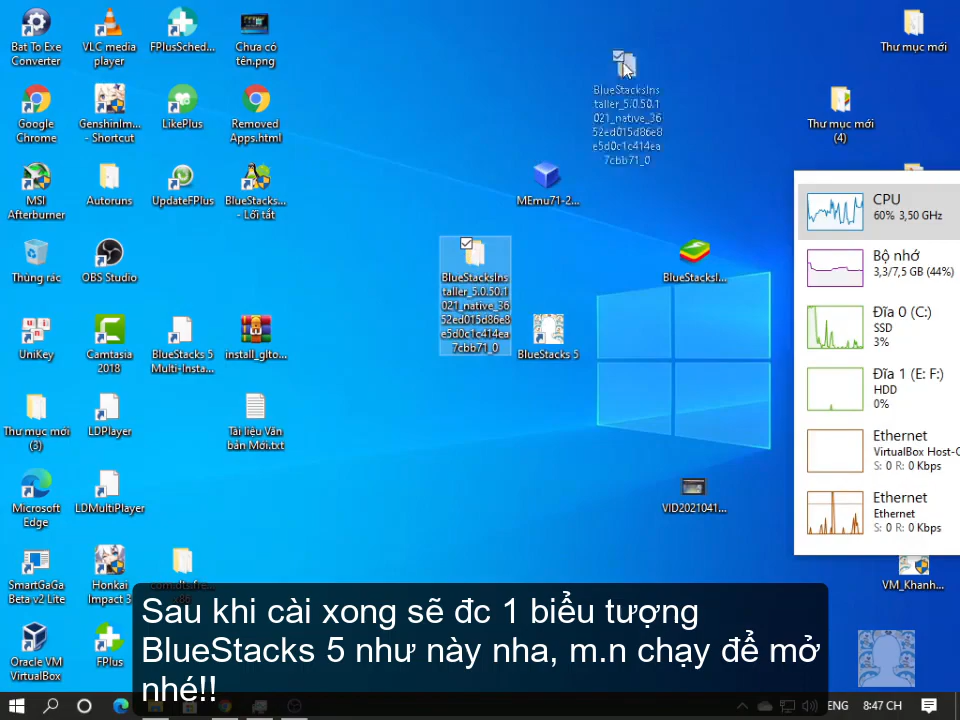 Bat To Exe
Converter
VLC media
player
FPlusSched...
Chưa có
tên.png
BlueStacksIns
taller_5.0.50.1
021_native_36
52ed015d86e8
e5d0c1c414ea
7cbb71_0
Thư mục mới
Google
Chrome
GenshinIm...
- Shortcut
LikePlus
Removed
Apps.html
Thư mục mới
(4)
MSI
Afterburner
Autoruns
UpdateFPlus
BlueStacks...
- Lối tắt
MEmu71-2...
CPU
60% 3,50 GHz
Thùng rác
OBS Studio
BlueStacksIns
taller_5.0.50.1
021_native_36
52ed015d86e8
e5d0c1c414ea
7cbb71_0
BlueStacksI...
Bộ nhớ
3,3/7,5 GB (44%)
Đĩa 0 (C:)
SSD
3%
UniKey
Camtasia
2018
BlueStacks 5
Multi-Insta...
install_glto...
BlueStacks 5
Đĩa 1 (E: F:)
HDD
0%
Thư mục mới
(3)
LDPlayer
Tài liệu Văn
bản Mới.txt
Ethernet
VirtualBox Host-O
S: 0 R: 0 Kbps
Microsoft
Edge
LDMultiPlayer
VID2021041...
Ethernet
Ethernet
S: 0 R: 0 Kbps
SmartGaGa
Beta v2 Lite
Honkai
Impact 3
VM_Khanh...
Oracle VM
VirtualBox
FPlus
Sau khi cài xong sẽ đc 1 biểu tượng
BlueStacks 5 như này nha, m.n chạy để mở
nhé!!
ENG
8:47 CH